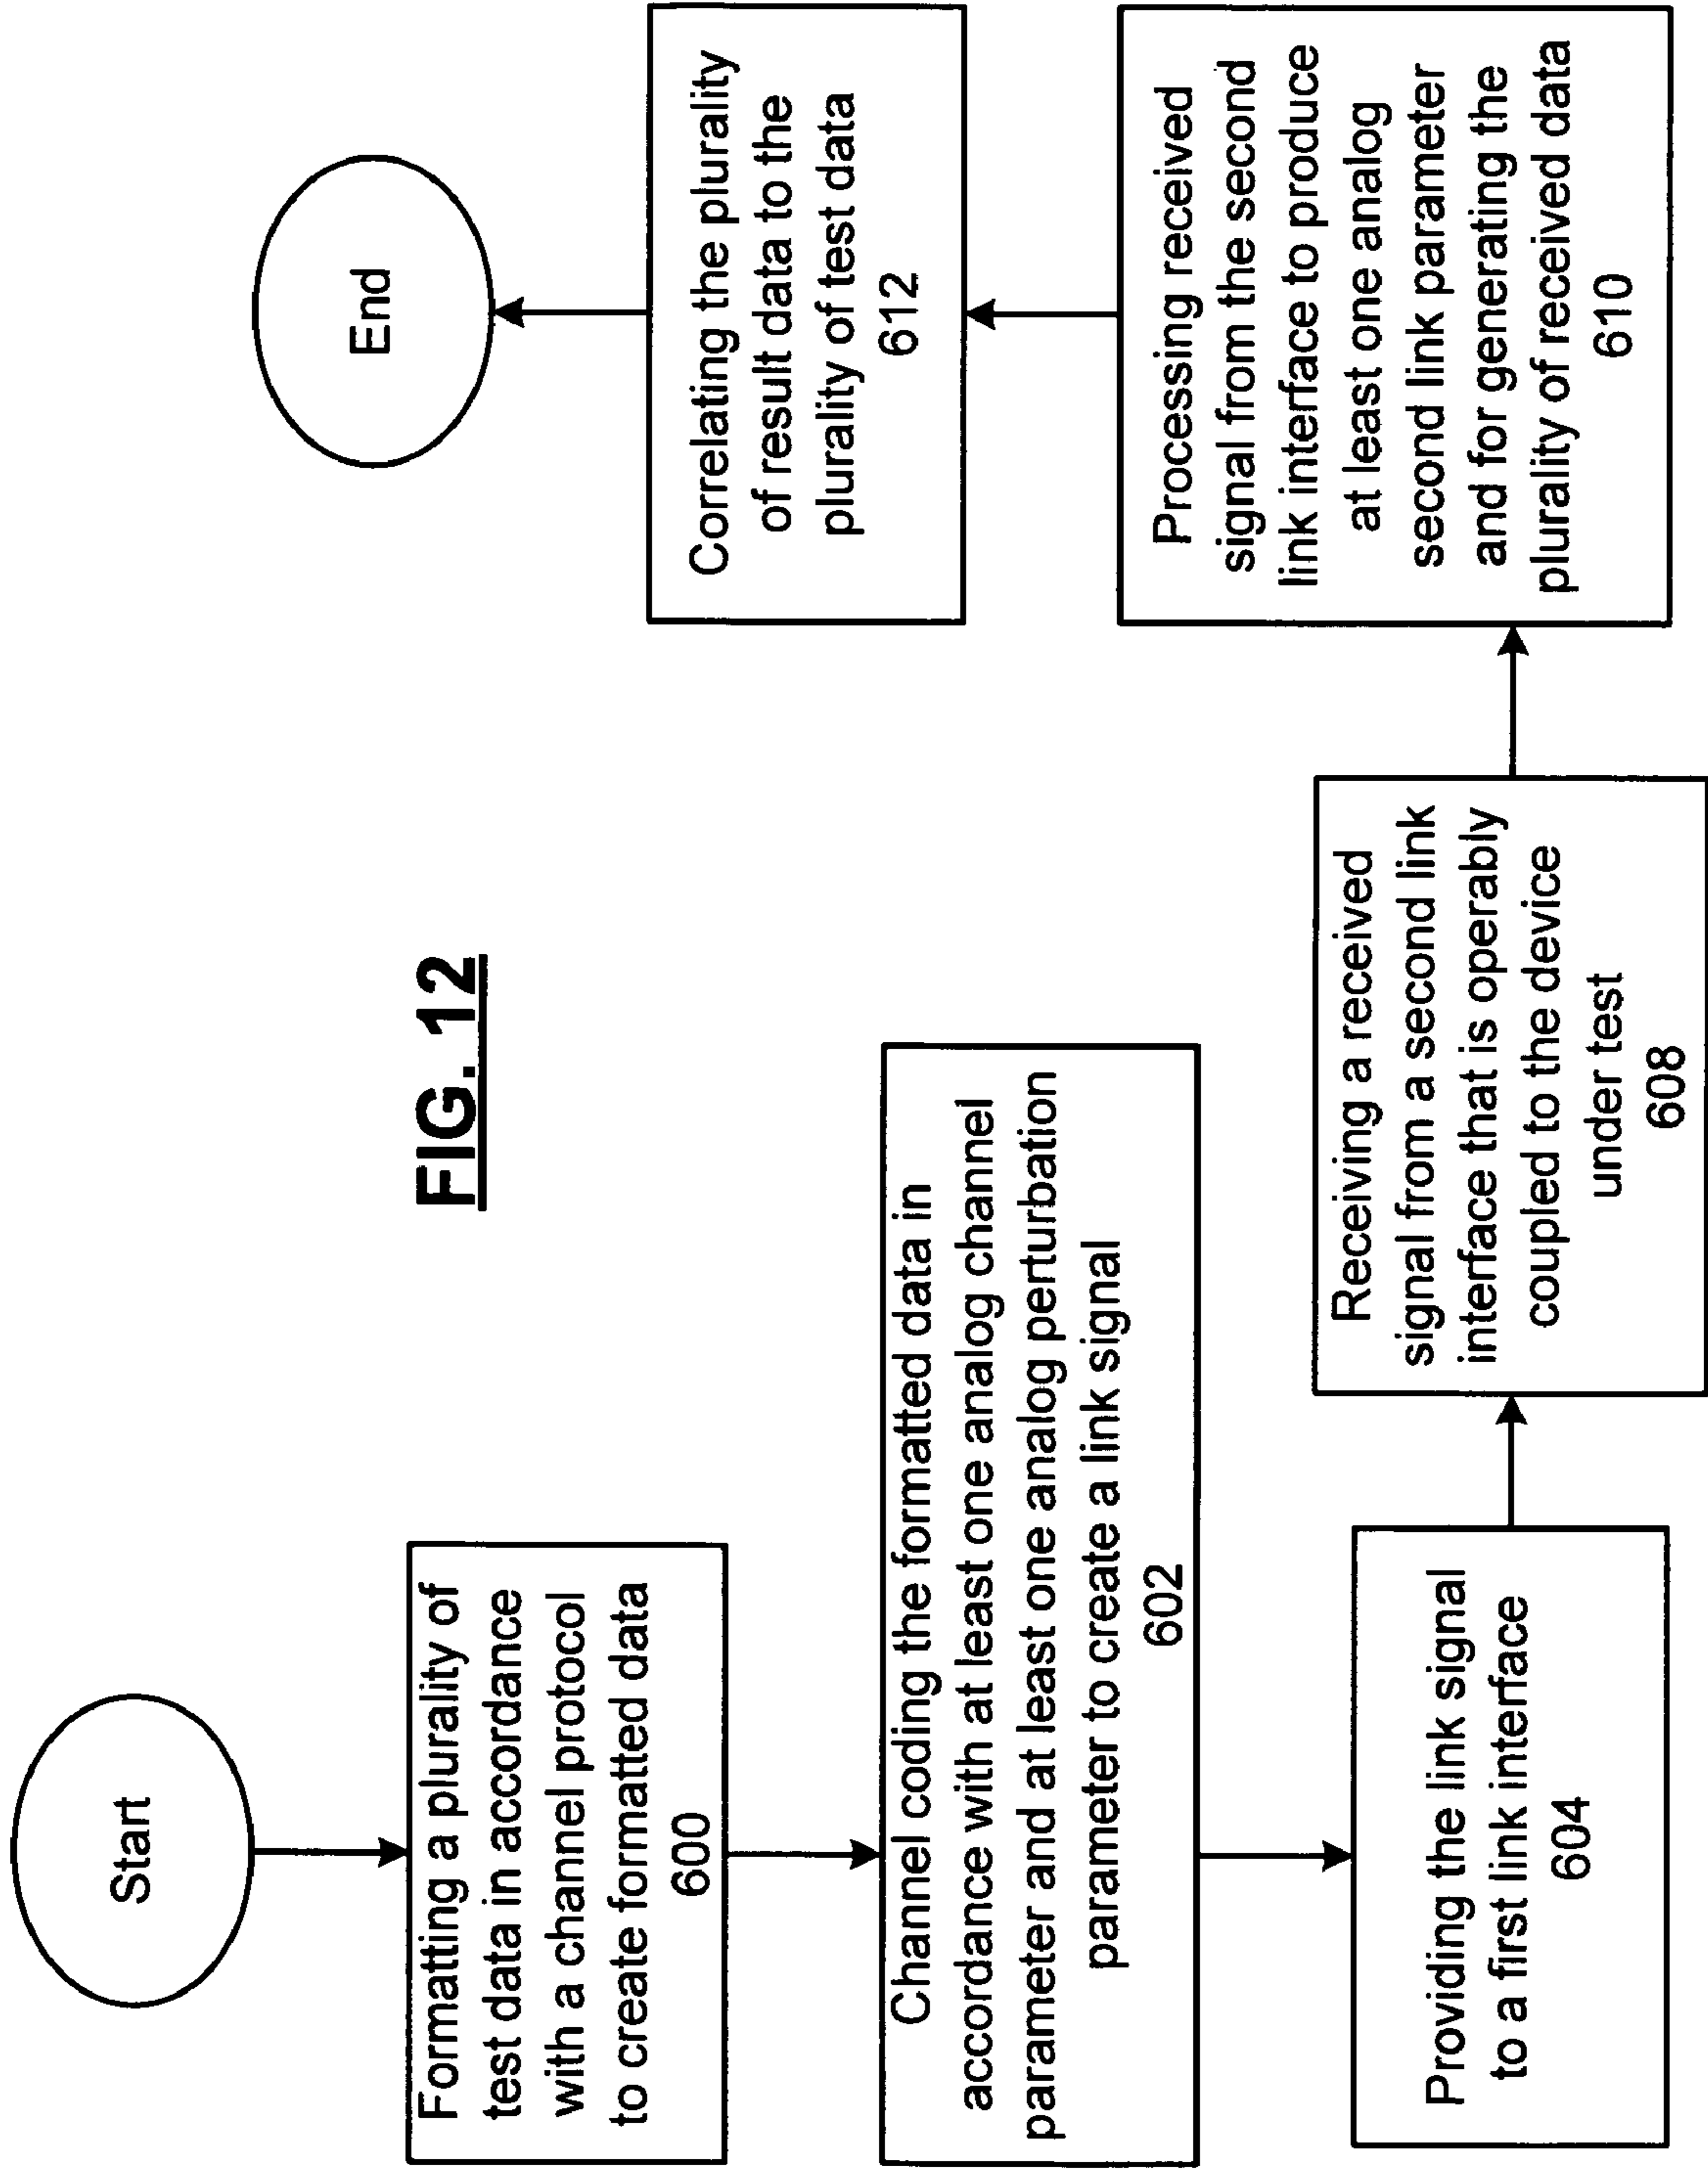 FIG. 12
Start
Formatting a plurality of
test data in accordance
with a channel protocol
to create formatted data
600
Channel coding the formatted data in
accordance with at least one analog channel
parameter and at least one analog perturbation
parameter to create a link signal
602
Providing the link signal
to a first link interface
604
Receiving a received
signal from a second link
interface that is operably
coupled to the device
under test
608
Processing received
signal from the second
link interface to produce
at least one analog
second link parameter
and for generating the
plurality of received data
610
Correlating the plurality
of result data to the
plurality of test data
612
End